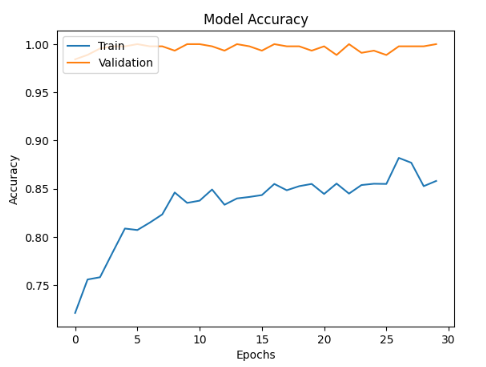 Model Accuracy
Train
Validation
1.00
0.95
0.90
0.85
0.80
0.75
Accuracy
0 5 10 15 20 25 30
Epochs